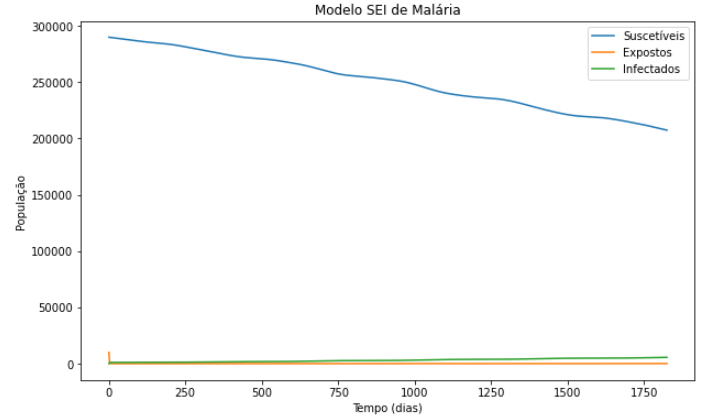 Modelo SEI de Malária
Suscetíveis
Expostos
Infectados
População
300000
250000
200000
150000
100000
50000
0
0 250 500 750 1000 1250 1500 1750
Tempo (dias)